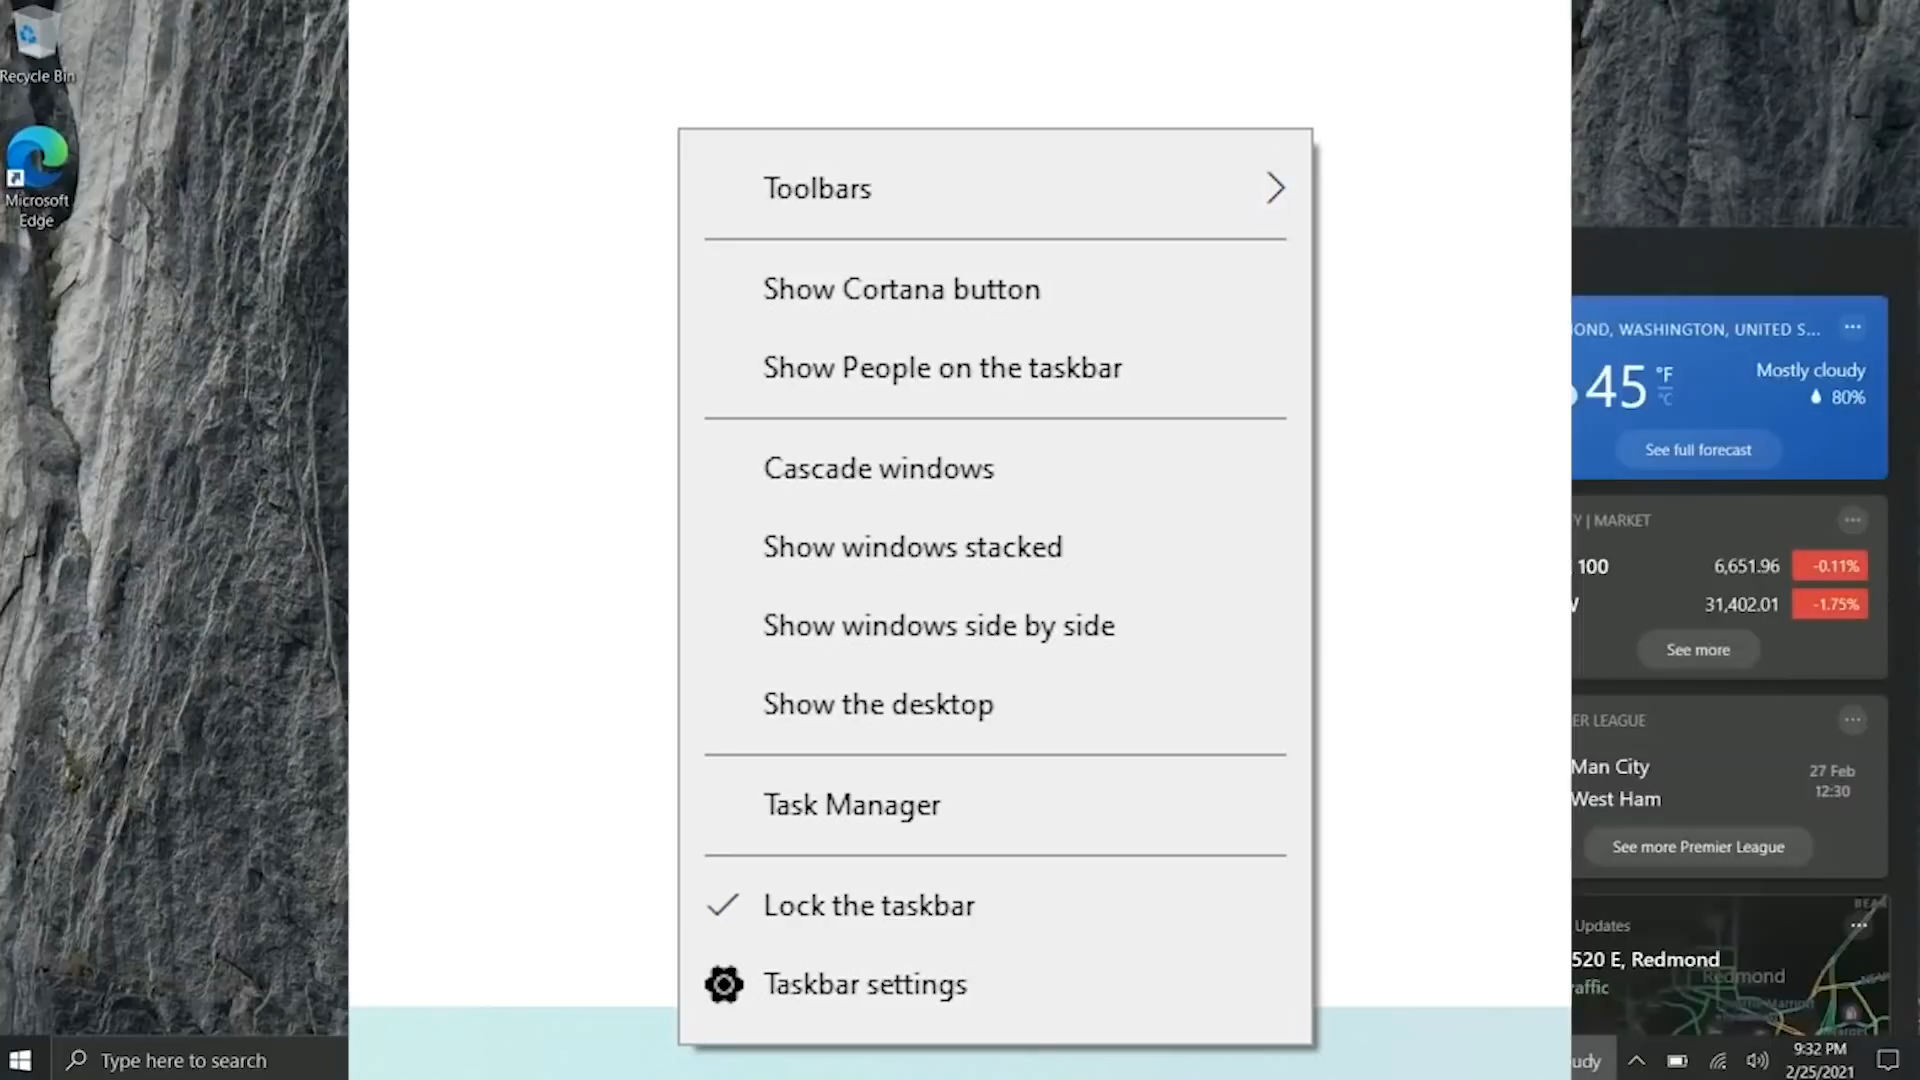 Recycle Bin
Microsoft
Edge
Toolbars
Show Cortana button
Show People on the taskbar
Cascade windows
Show windows stacked
Show windows side by side
Show the desktop
Task Manager
Lock the taskbar
Taskbar settings
OND, WASHINGTON, UNITED S...
45 °F
°C
Mostly cloudy
80%
See full forecast
Y | MARKET
100 6,651.96 -0.11%
31,402.01 -1.75%
See more
ER LEAGUE
Man City
West Ham
27 Feb
12:30
See more Premier League
Updates
520 E, Redmond
affic
Redmond
Type here to search
udy
9:32 PM
2/25/2021